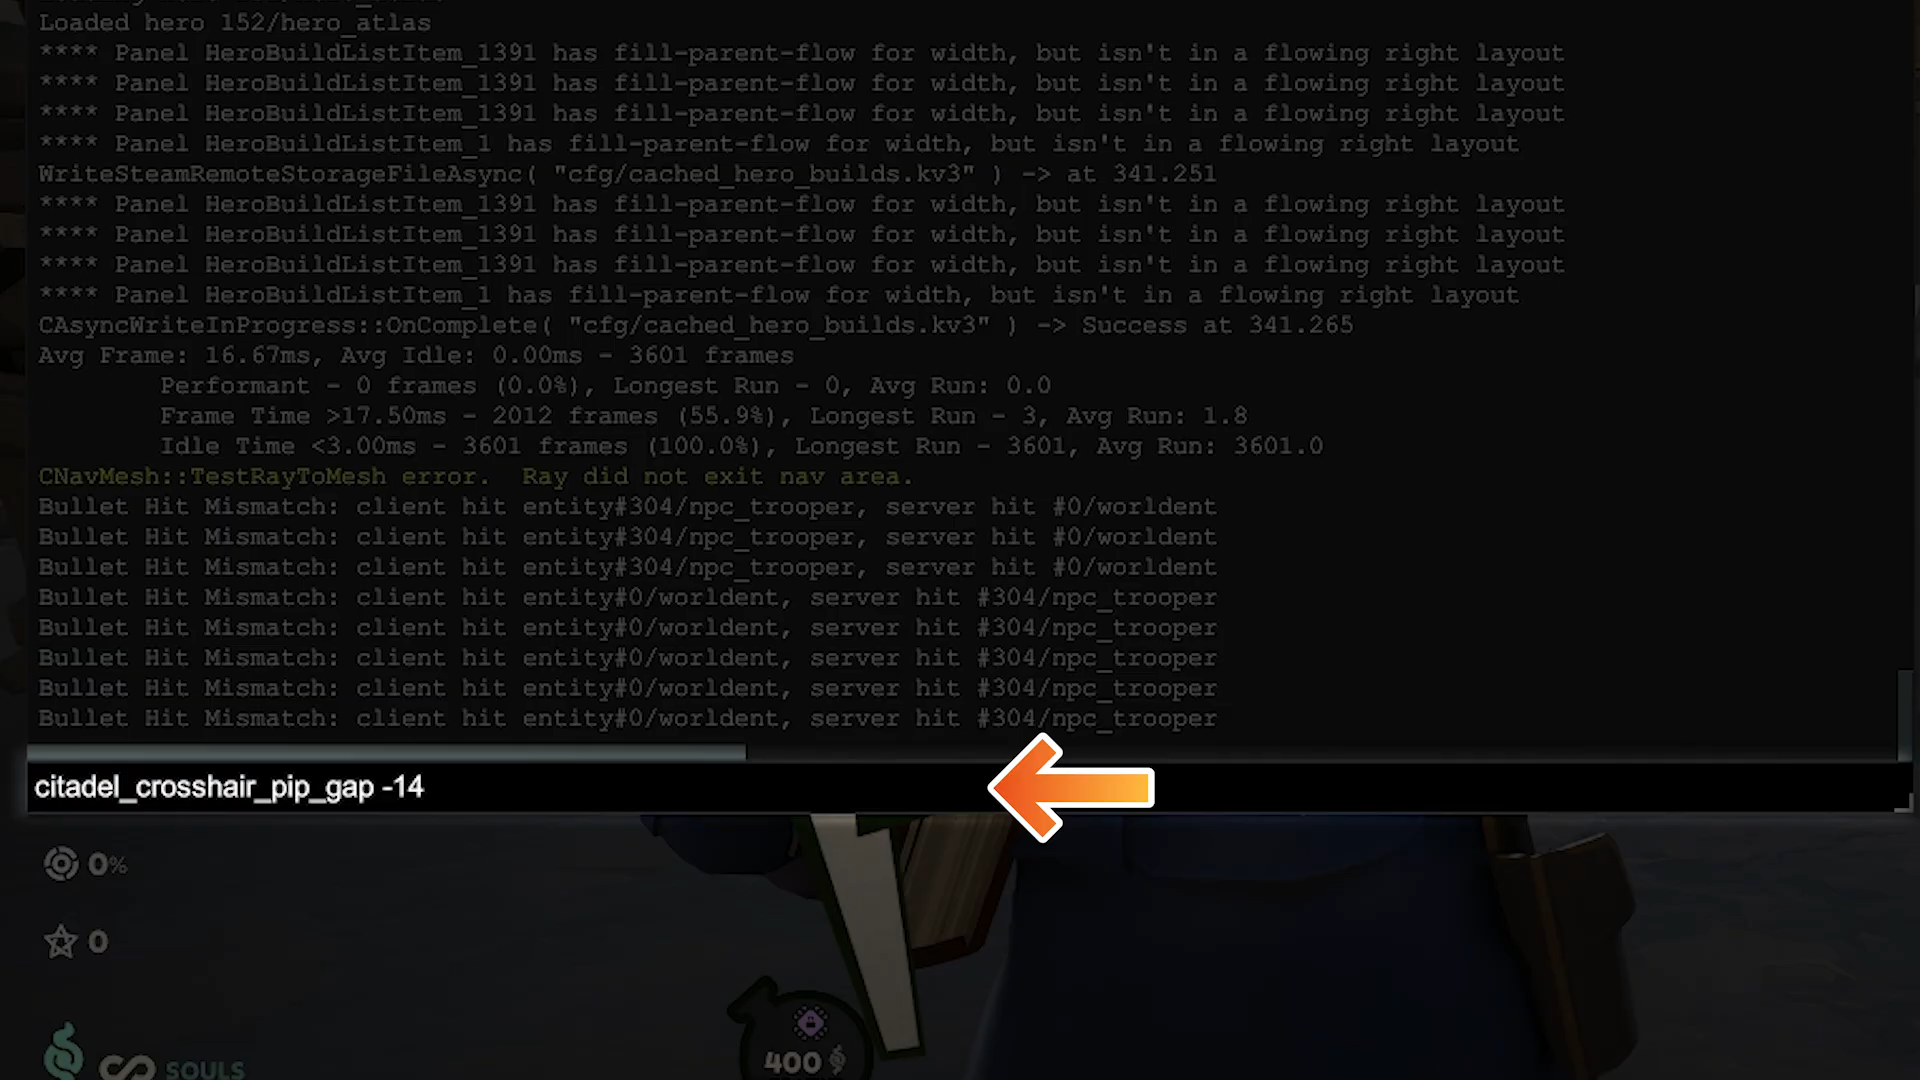 Loaded hero 152/hero_atlas
**** Panel HeroBuildListItem_1391 has fill-parent-flow for width, but isn't in a flowing right layout
**** Panel HeroBuildListItem_1391 has fill-parent-flow for width, but isn't in a flowing right layout
**** Panel HeroBuildListItem_1391 has fill-parent-flow for width, but isn't in a flowing right layout
**** Panel HeroBuildListItem_1 has fill-parent-flow for width, but isn't in a flowing right layout
WriteSteamRemoteStorageFileAsync( "cfg/cached_hero_builds.kv3" ) -> at 341.251
**** Panel HeroBuildListItem_1391 has fill-parent-flow for width, but isn't in a flowing right layout
**** Panel HeroBuildListItem_1391 has fill-parent-flow for width, but isn't in a flowing right layout
**** Panel HeroBuildListItem_1391 has fill-parent-flow for width, but isn't in a flowing right layout
**** Panel HeroBuildListItem_1 has fill-parent-flow for width, but isn't in a flowing right layout
CAsyncWriteInProgress::OnComplete( "cfg/cached_hero_builds.kv3" ) -> Success at 341.265
Avg Frame: 16.67ms, Avg Idle: 0.00ms - 3601 frames
Performant - 0 frames (0.0%), Longest Run - 0, Avg Run: 0.0
Frame Time >17.50ms - 2012 frames (55.9%), Longest Run - 3, Avg Run: 1.8
Idle Time <3.00ms - 3601 frames (100.0%), Longest Run - 3601, Avg Run: 3601.0
CNavMesh::TestRayToMesh error.  Ray did not exit nav area.
Bullet Hit Mismatch: client hit entity#304/npc_trooper, server hit #0/worldent
Bullet Hit Mismatch: client hit entity#304/npc_trooper, server hit #0/worldent
Bullet Hit Mismatch: client hit entity#304/npc_trooper, server hit #0/worldent
Bullet Hit Mismatch: client hit entity#0/worldent, server hit #304/npc_trooper
Bullet Hit Mismatch: client hit entity#0/worldent, server hit #304/npc_trooper
Bullet Hit Mismatch: client hit entity#0/worldent, server hit #304/npc_trooper
Bullet Hit Mismatch: client hit entity#0/worldent, server hit #304/npc_trooper
Bullet Hit Mismatch: client hit entity#0/worldent, server hit #304/npc_trooper
citadel_crosshair_pip_gap -14
0%
0
400
SOULS